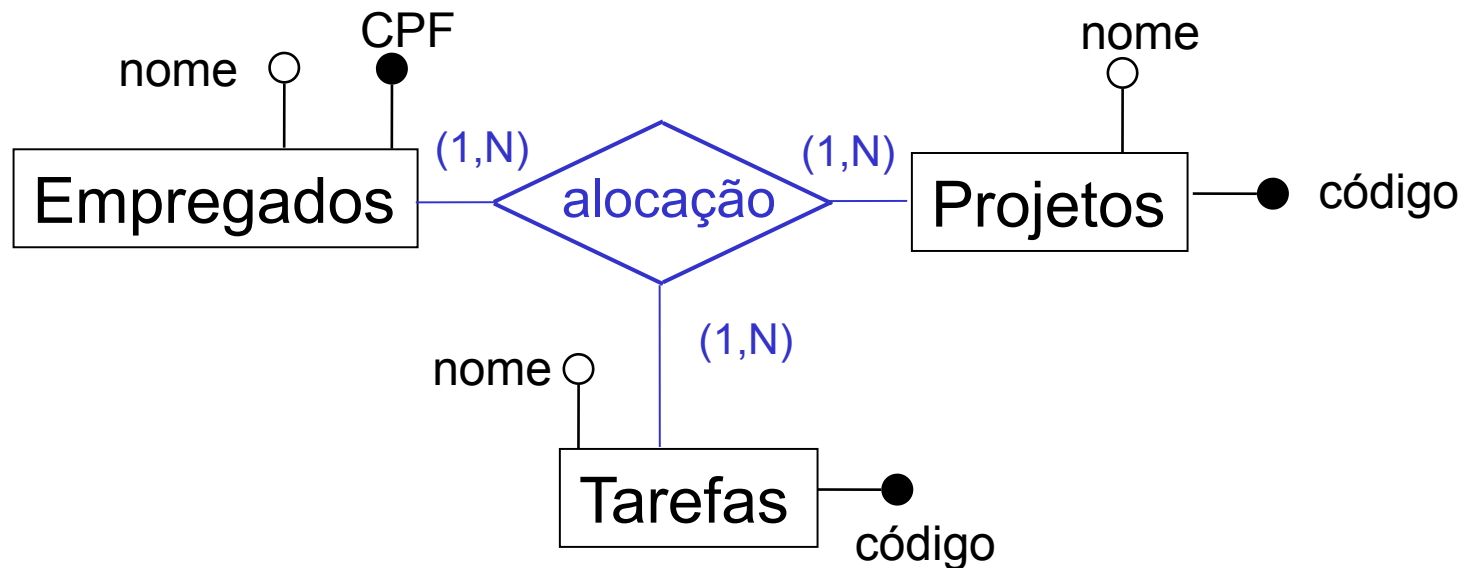 CPF
nome
nome
(1,N)
(1,N)
Empregados
alocação
Projetos
código
(1,N)
nome
Tarefas
código